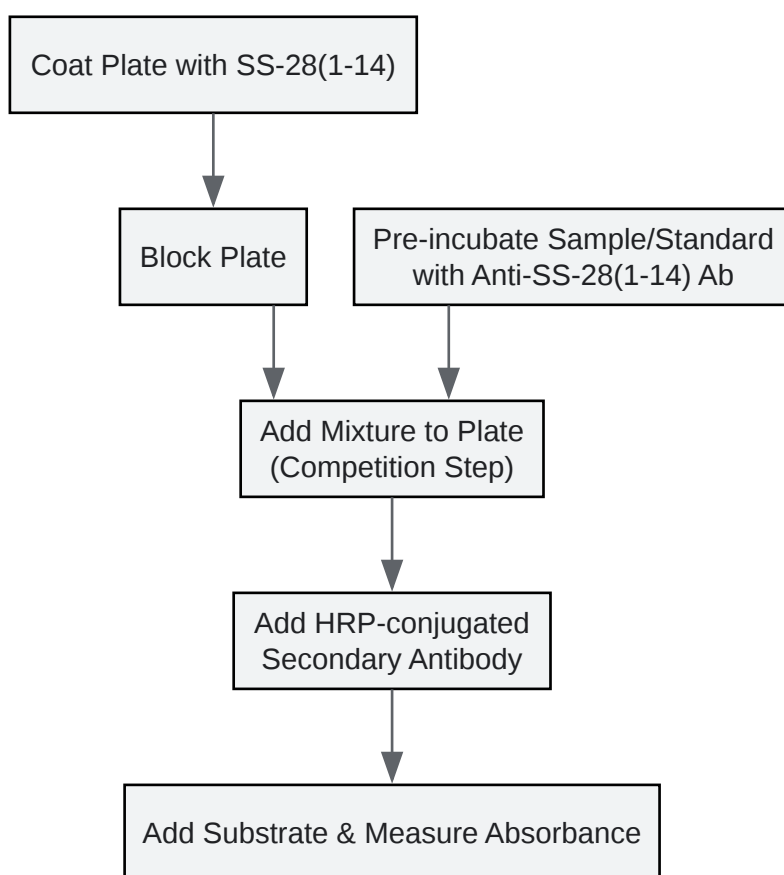 Coat Plate with SS-28(1-14)
Block Plate
Pre-incubate Sample/Standard
with Anti-SS-28(1-14) Ab
Add Mixture to Plate
(Competition Step)
Add HRP-conjugated
Secondary Antibody
Add Substrate & Measure Absorbance